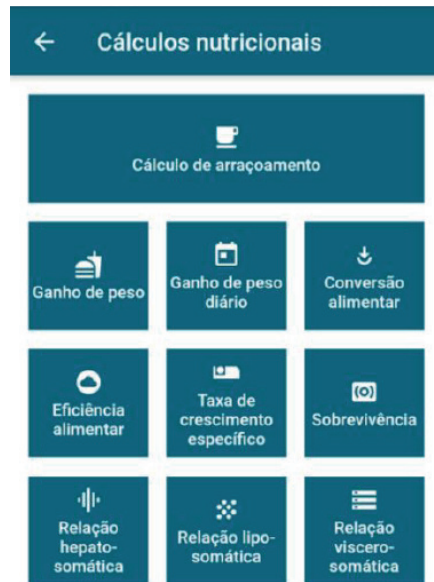 Cálculos nutricionais
Cálculo de arraçoamento
Ganho de peso
Ganho de peso
diário
Conversão
alimentar
Eficiência
alimentar
Taxa de
crescimento
específico
Sobrevivência
Relação
hepato-
somática
Relação lipo-
somática
Relação
viscero-
somática